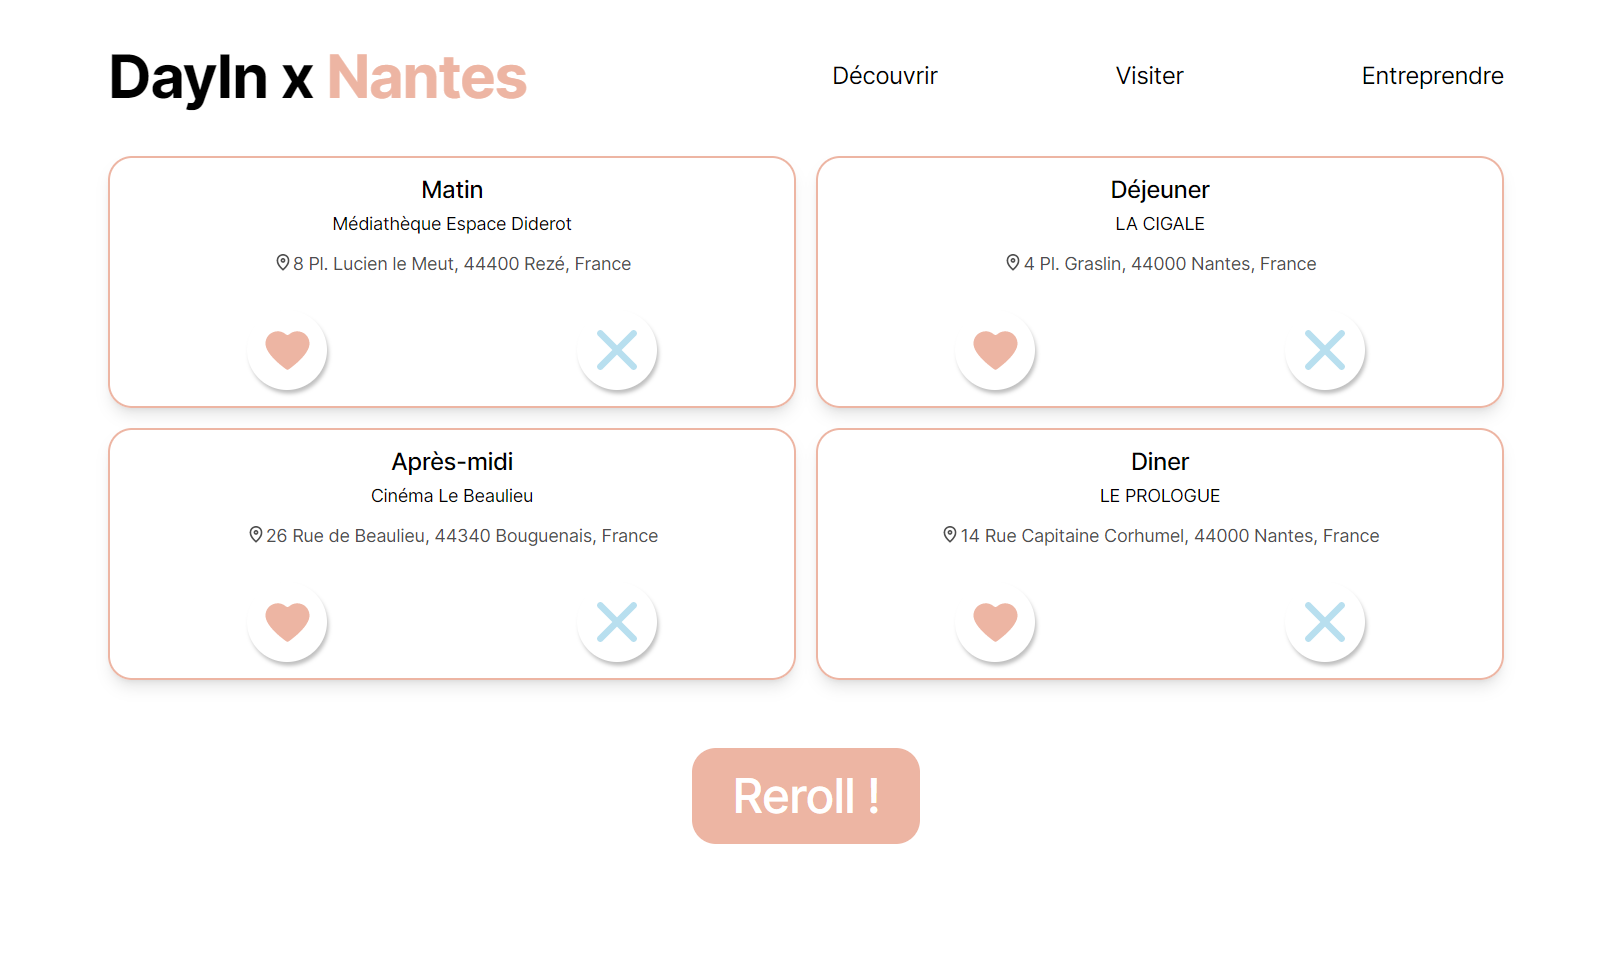 DayIn x Nantes
Découvrir
Visiter
Entreprendre
Matin
Médiathèque Espace Diderot
8 Pl. Lucien le Meut, 44400 Rezé, France
Déjeuner
LA CIGALE
4 Pl. Graslin, 44000 Nantes, France
Après-midi
Cinéma Le Beaulieu
26 Rue de Beaulieu, 44340 Bouguenais, France
Diner
LE PROLOGUE
14 Rue Capitaine Corhumel, 44000 Nantes, France
Reroll !